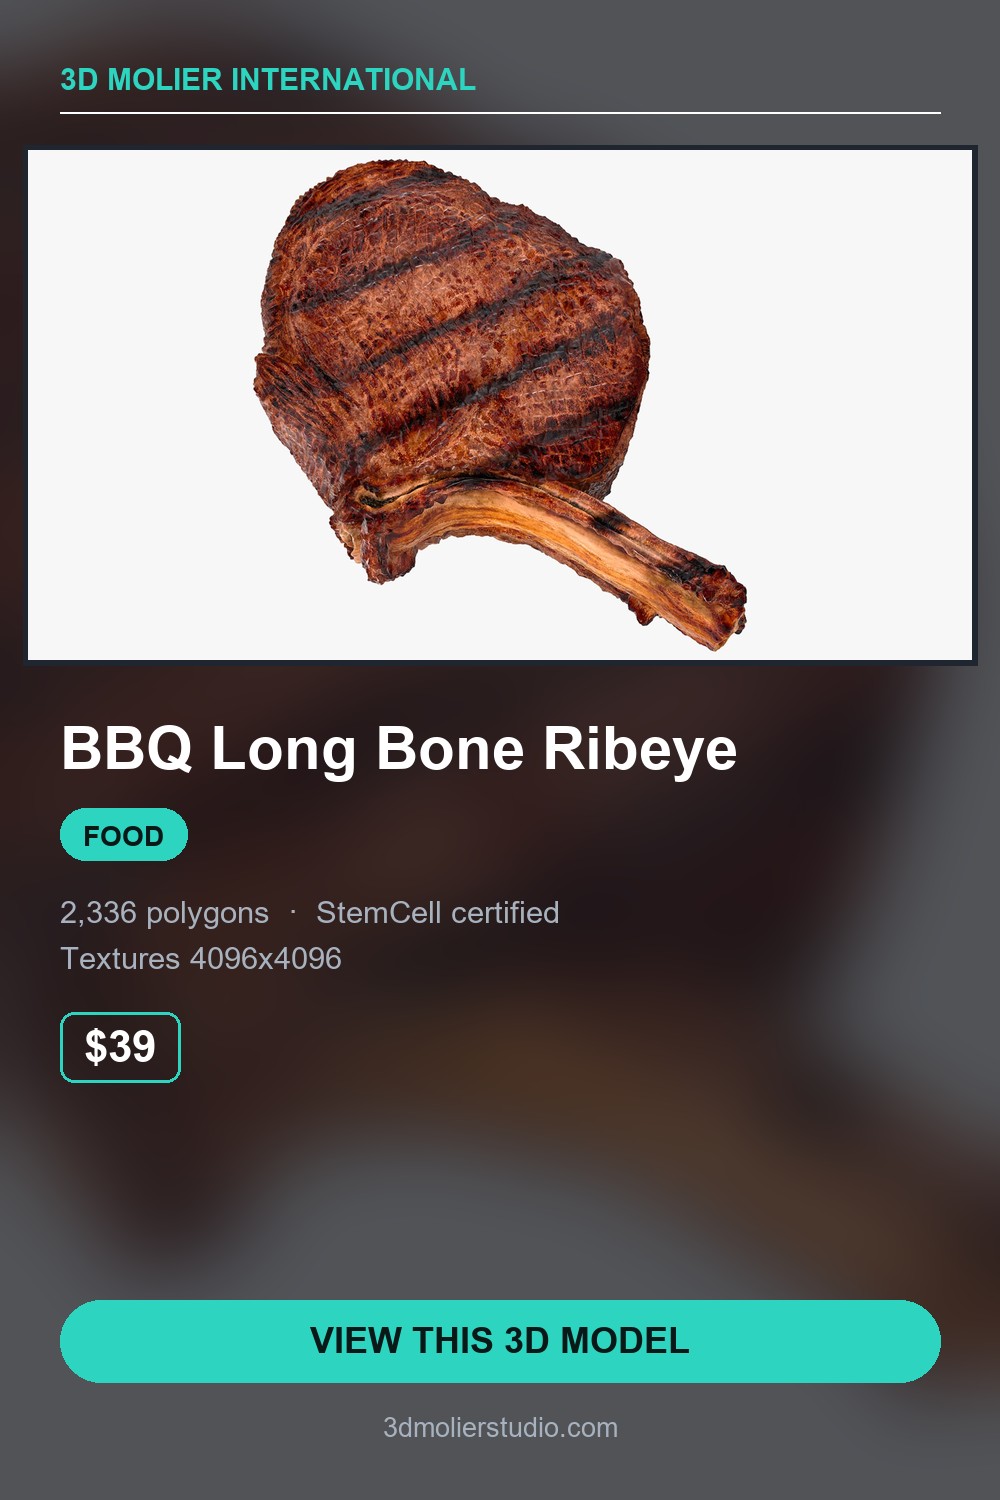 3D MOLIER INTERNATIONAL
BBQ Long Bone Ribeye
FOOD
2,336 polygons · StemCell certified
Textures 4096x4096
$39
VIEW THIS 3D MODEL
3dmolierstudio.com